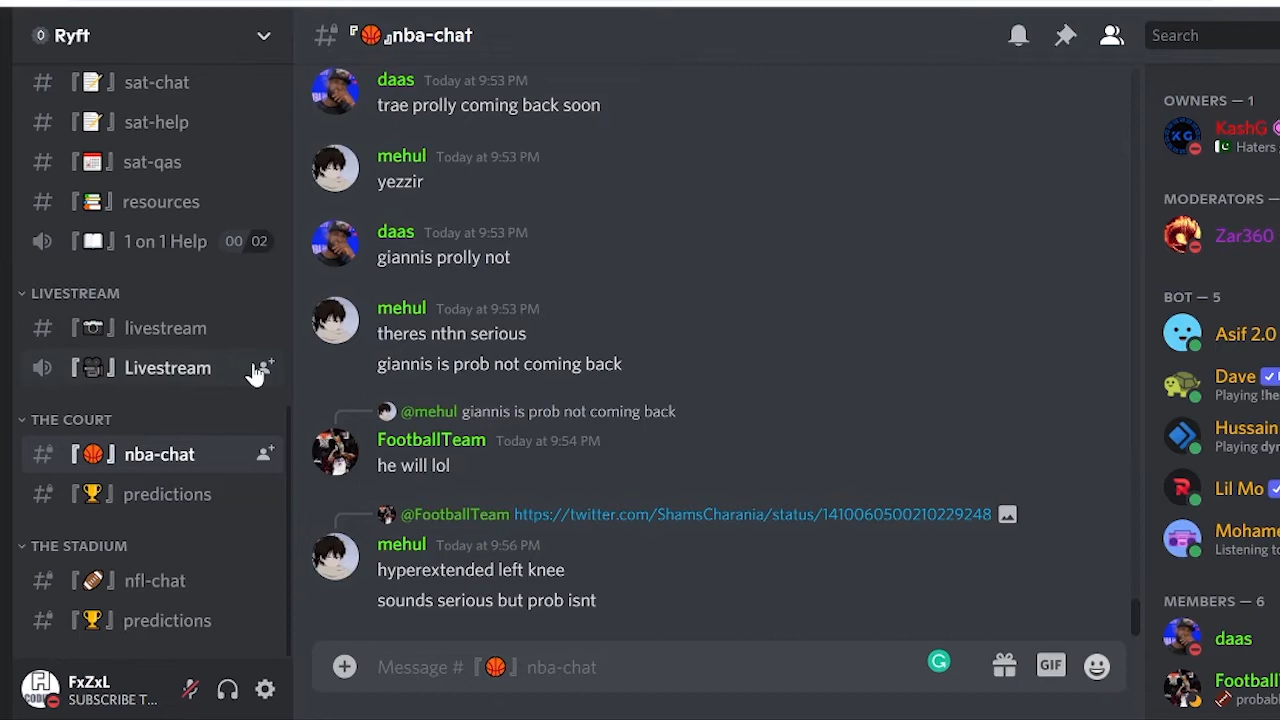 Ryft
sat-chat
sat-help
sat-qas
resources
1 on 1 Help 00 02
LIVESTREAM
livestream
Livestream
THE COURT
nba-chat
predictions
THE STADIUM
nfl-chat
predictions
FxZxL
SUBSCRIBE T...
nba-chat
Search
daas Today at 9:53 PM
trae prolly coming back soon
mehul Today at 9:53 PM
yezzir
daas Today at 9:53 PM
giannis prolly not
mehul Today at 9:53 PM
theres nthn serious
giannis is prob not coming back
@mehul giannis is prob not coming back
FootballTeam Today at 9:54 PM
he will lol
@FootballTeam https://twitter.com/ShamsCharania/status/1410060500210229248
mehul Today at 9:56 PM
hyperextended left knee
sounds serious but prob isnt
Message # nba-chat
GIF
OWNERS — 1
KashG
Haters
MODERATORS —
Zar360
BOT — 5
Asif 2.0
Dave
Playing !he
Hussain
Playing dyn
Lil Mo
Mohame
Listening to
MEMBERS — 6
daas
Football
probab